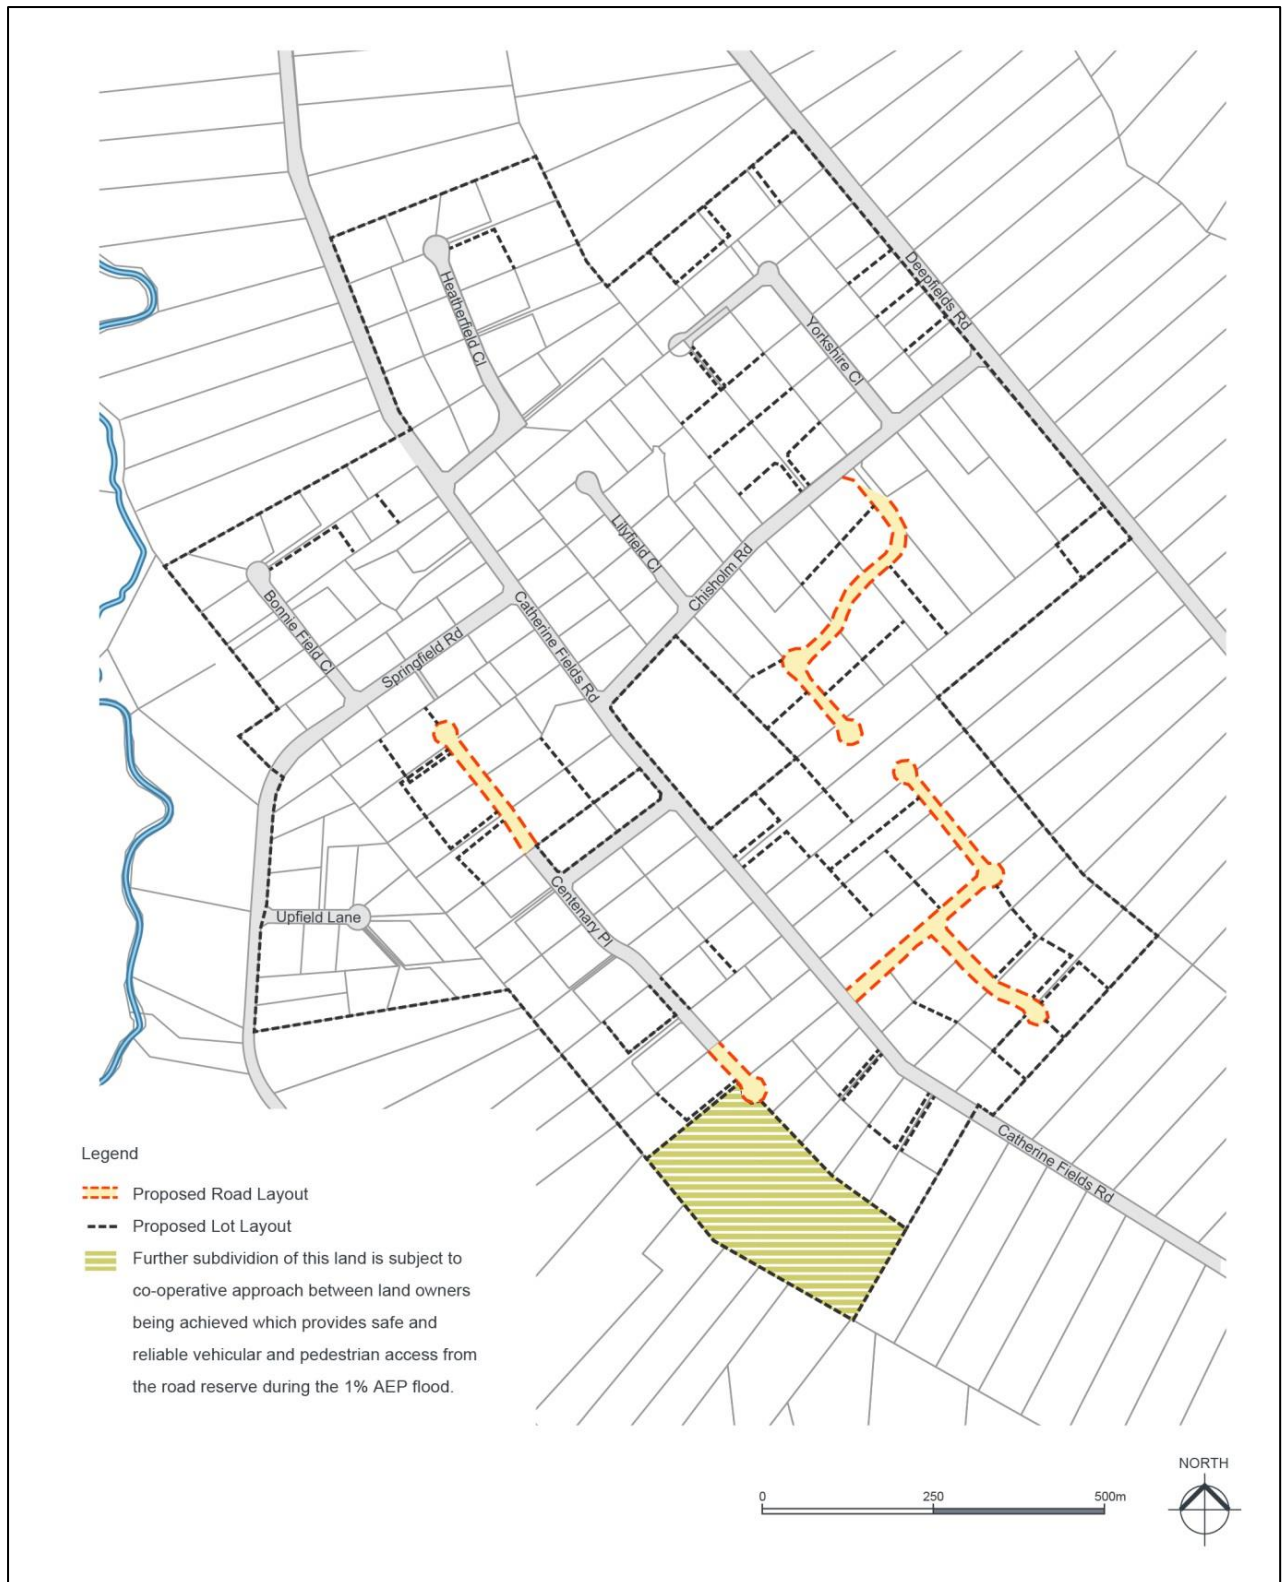 Deepfields Rd
Heatherfield Cl
Yorkshire Cl
Lilyfield Cl
Chisholm Rd
Bonnie Field Cl
Springfield Rd
Catherine Fields Rd
Centenary Pl
Upfield Lane
Catherine Fields Rd
Legend
Proposed Road Layout
Proposed Lot Layout
Further subdividion of this land is subject to
co-operative approach between land owners
being achieved which provides safe and
reliable vehicular and pedestrian access from
the road reserve during the 1% AEP flood.
NORTH
0 250 500m